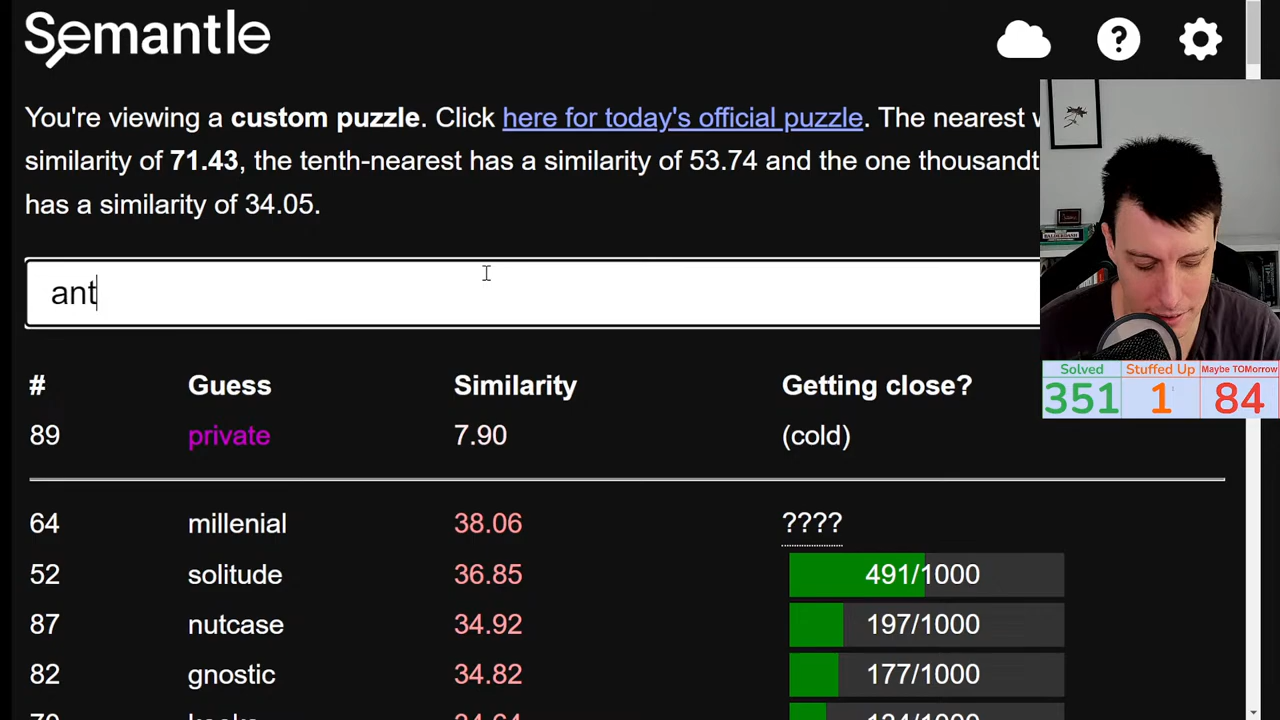 Semantle
You're viewing a custom puzzle. Click here for today's official puzzle. The nearest
similarity of 71.43, the tenth-nearest has a similarity of 53.74 and the one thousandt
has a similarity of 34.05.
ant
# Guess Similarity Getting close?
89 private 7.90 (cold)
64 millenial 38.06 ????
52 solitude 36.85 491/1000
87 nutcase 34.92 197/1000
82 gnostic 34.82 177/1000
Solved Stuffed Up Maybe TOMorrow
351 1 84